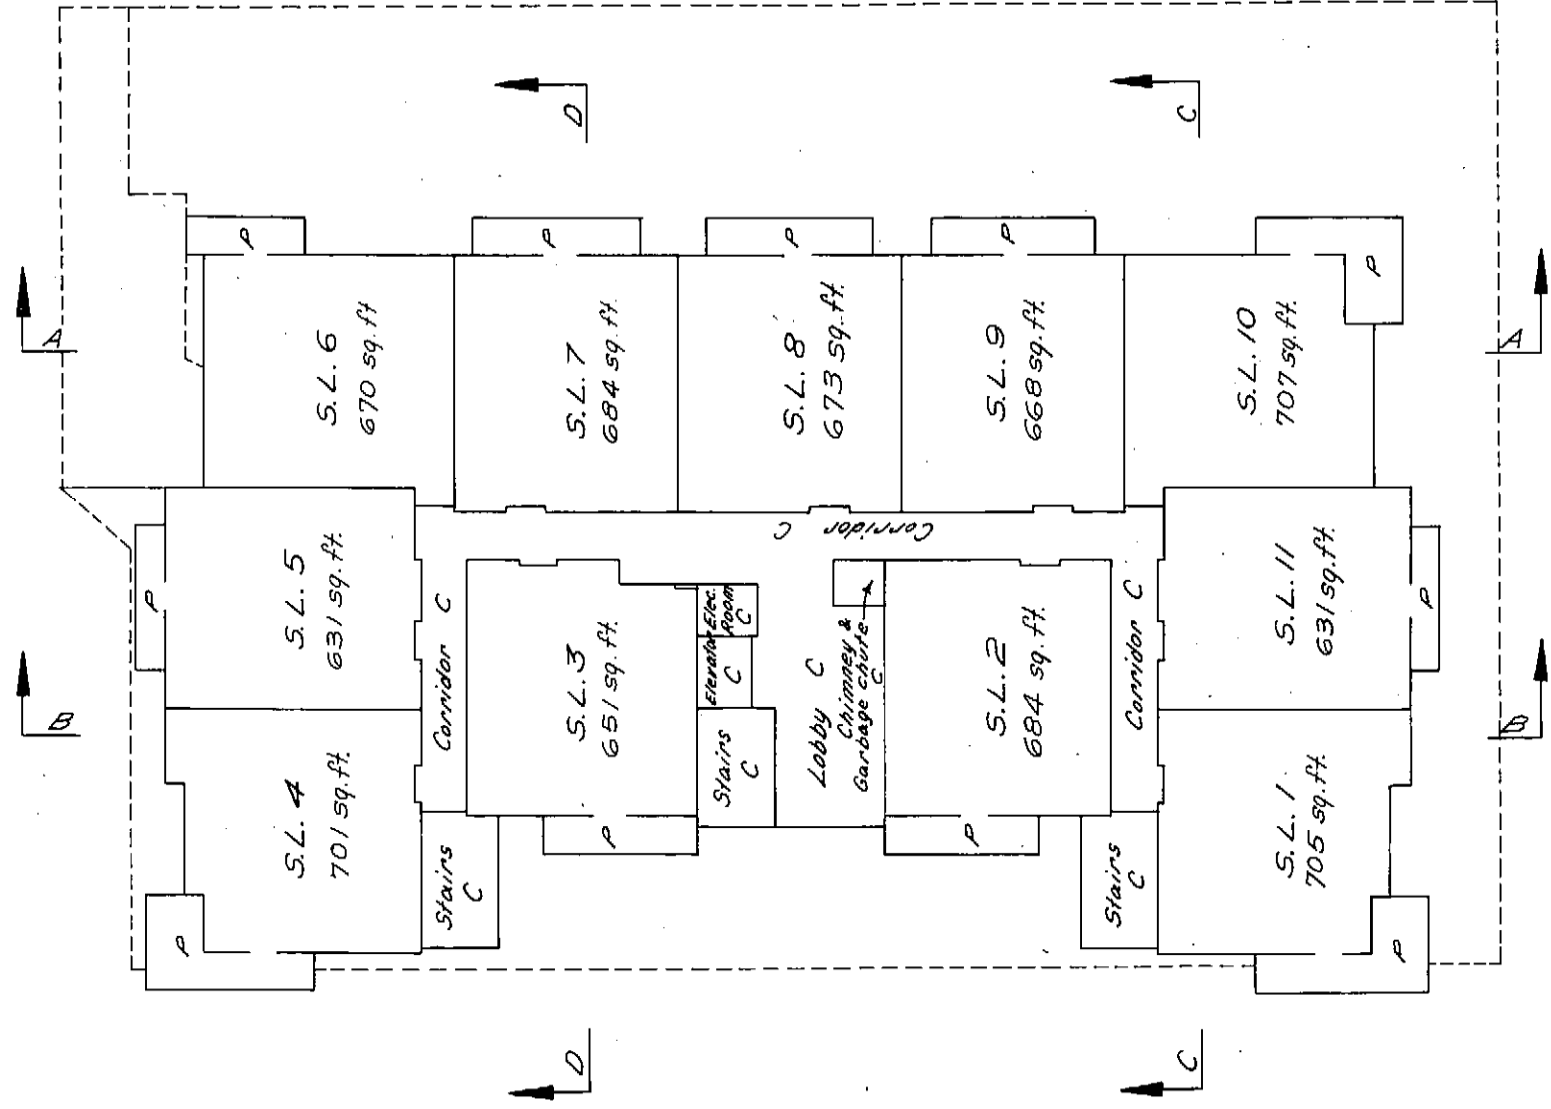 D
C
P
P
P
P
P
A
A
S.L. 6
670 sq. ft
S.L. 7
684 sq. ft.
S.L. 8
673 sq. ft.
S.L. 9
668 sq. ft.
S.L. 10
707 sq. ft.
Corridor C
P
S.L. 5
631 sq. ft.
Corridor C
S.L. 3
651 sq. ft.
Elec.
Room
C
Elevator
C
Stairs
C
Lobby C
Chimney &
Garbage chute
C
S.L. 2
684 sq. ft.
Corridor C
S.L. 11
631 sq. ft.
P
B
B
S.L. 4
701 sq. ft.
Stairs
C
P
P
P
Stairs
C
S.L. 1
705 sq. ft.
P
D
C